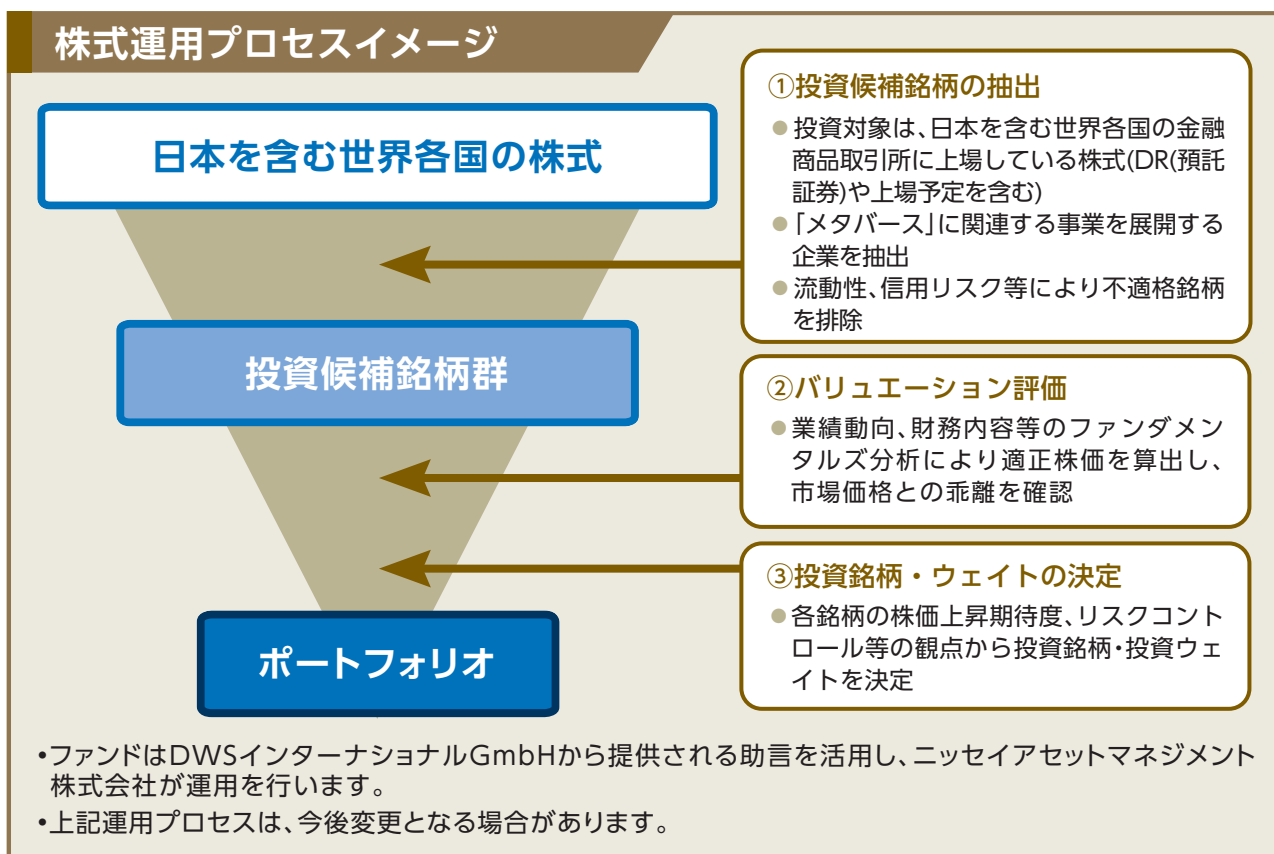 株式運用プロセスイメージ
日本を含む世界各国の株式
投資候補銘柄群
ポートフォリオ
①投資候補銘柄の抽出
●投資対象は、日本を含む世界各国の金融
商品取引所に上場している株式(DR(預託
証券)や上場予定を含む)
●「メタバース」に関連する事業を展開する
企業を抽出
●流動性、信用リスク等により不適格銘柄
を排除
②バリュエーション評価
●業績動向、財務内容等のファンダメン
タルズ分析により適正株価を算出し、
市場価格との乖離を確認
③投資銘柄・ウェイトの決定
●各銘柄の株価上昇期待度、リスクコント
ロール等の観点から投資銘柄・投資ウェ
イトを決定
•ファンドはDWSインターナショナルGmbHから提供される助言を活用し、ニッセイアセットマネジメント
株式会社が運用を行います。
•上記運用プロセスは、今後変更となる場合があります。